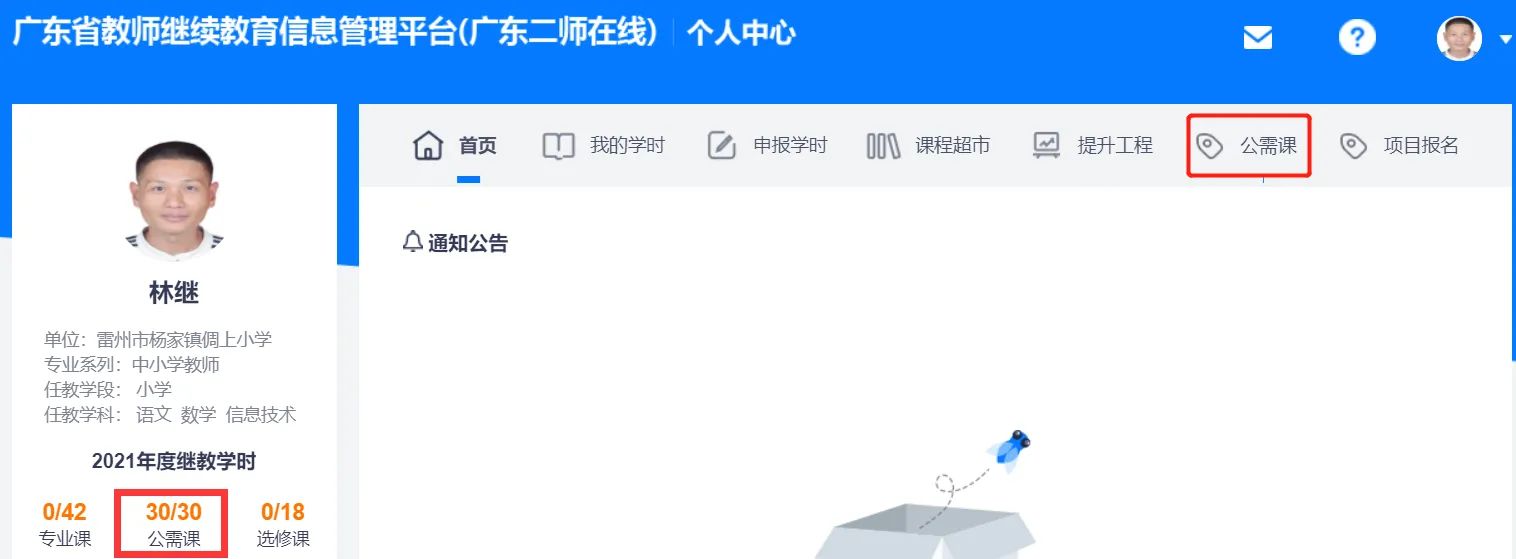 广东省教师继续教育信息管理平台(广东二师在线) 个人中心
?
首页 我的学时 申报学时 课程超市 提升工程 公需课 项目报名
通知公告
林继
单位：雷州市杨家镇倜上小学
专业系列：中小学教师
任教学段： 小学
任教学科： 语文 数学 信息技术
2021年度继教学时
0/42 30/30 0/18
专业课 公需课 选修课